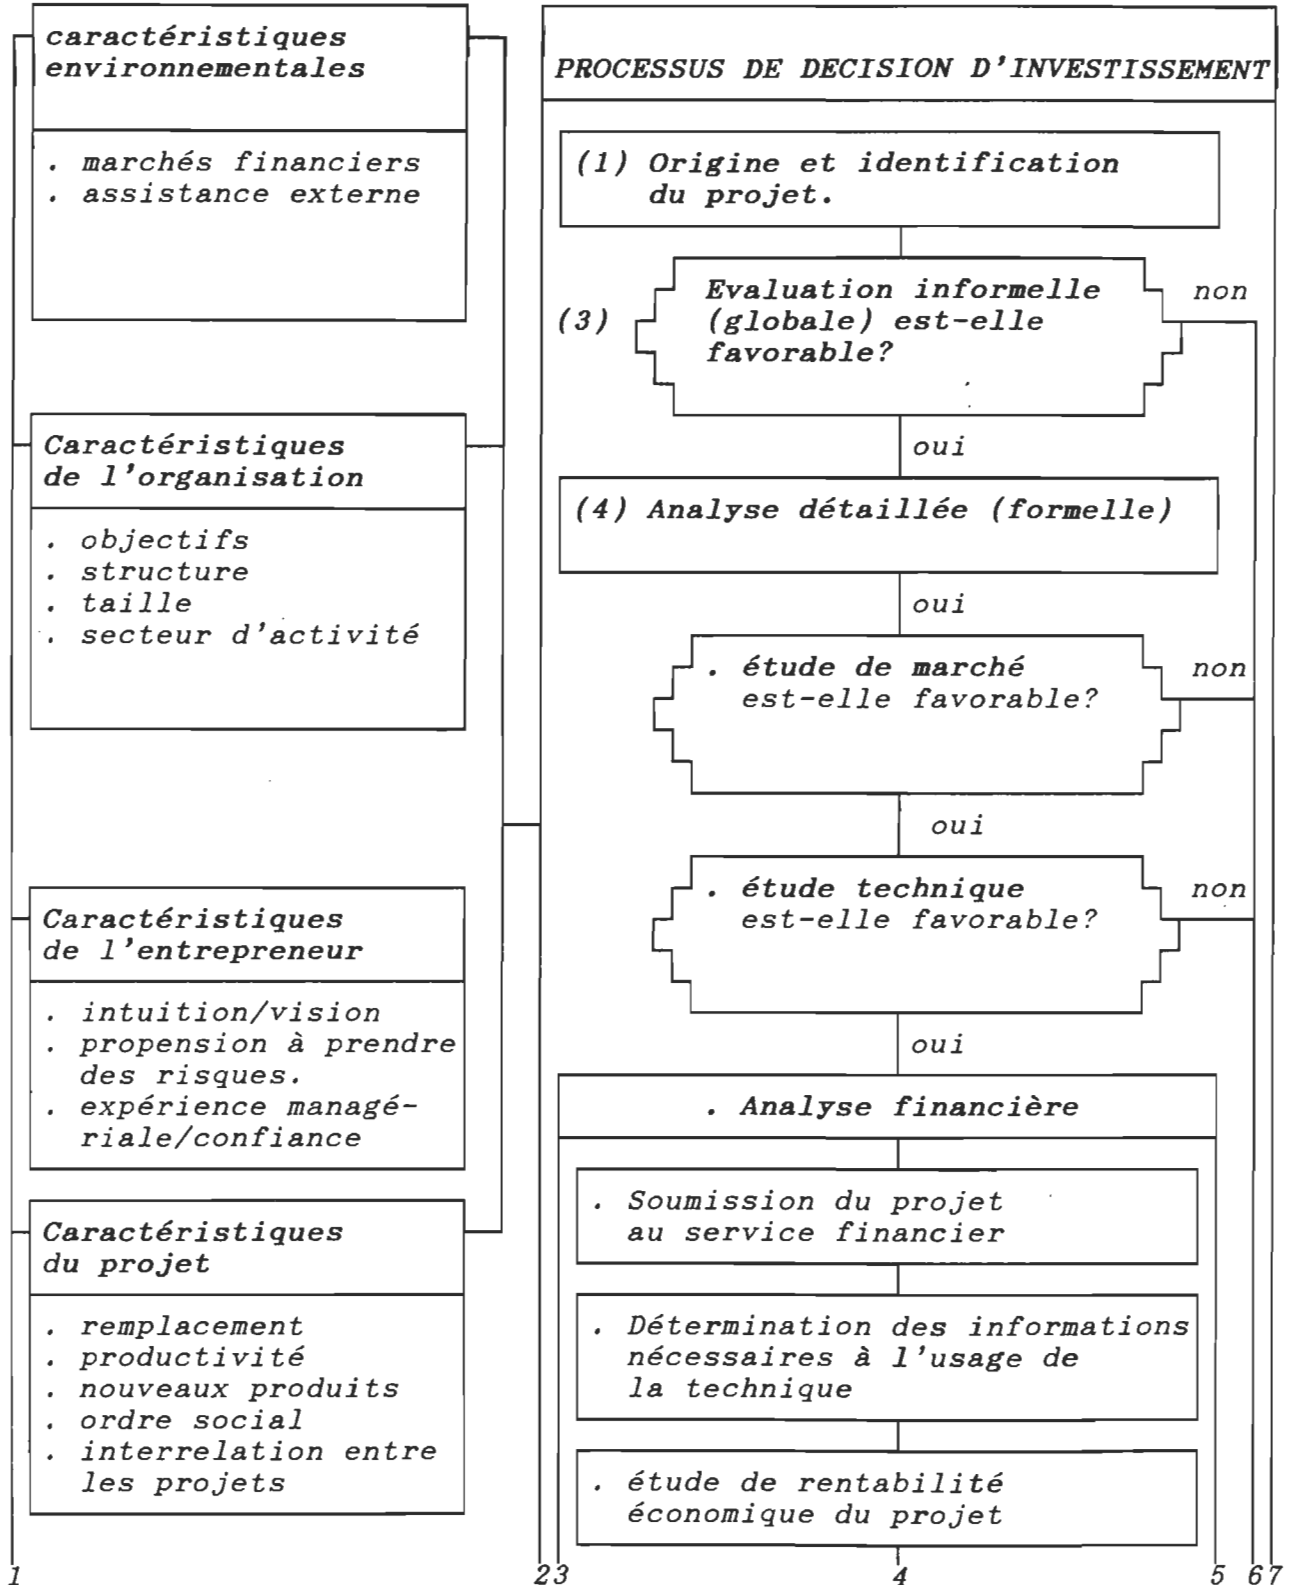 caractéristiques
environnementales
. marchés financiers
. assistance externe
Caractéristiques
de l'organisation
. objectifs
. structure
. taille
. secteur d'activité
Caractéristiques
de l'entrepreneur
. intuition/vision
. propension à prendre
des risques.
. expérience managé-
riale/confiance
Caractéristiques
du projet
. remplacement
. productivité
. nouveaux produits
. ordre social
. interrelation entre
les projets
PROCESSUS DE DECISION D'INVESTISSEMENT
(1) Origine et identification
du projet.
(3)
Evaluation informelle
(globale) est-elle
favorable?
non
oui
(4) Analyse détaillée (formelle)
oui
. étude de marché
est-elle favorable?
non
oui
. étude technique
est-elle favorable?
non
oui
. Analyse financière
. Soumission du projet
au service financier
. Détermination des informations
nécessaires à l'usage de
la technique
. étude de rentabilité
économique du projet
1 2 3 4 5 6 7